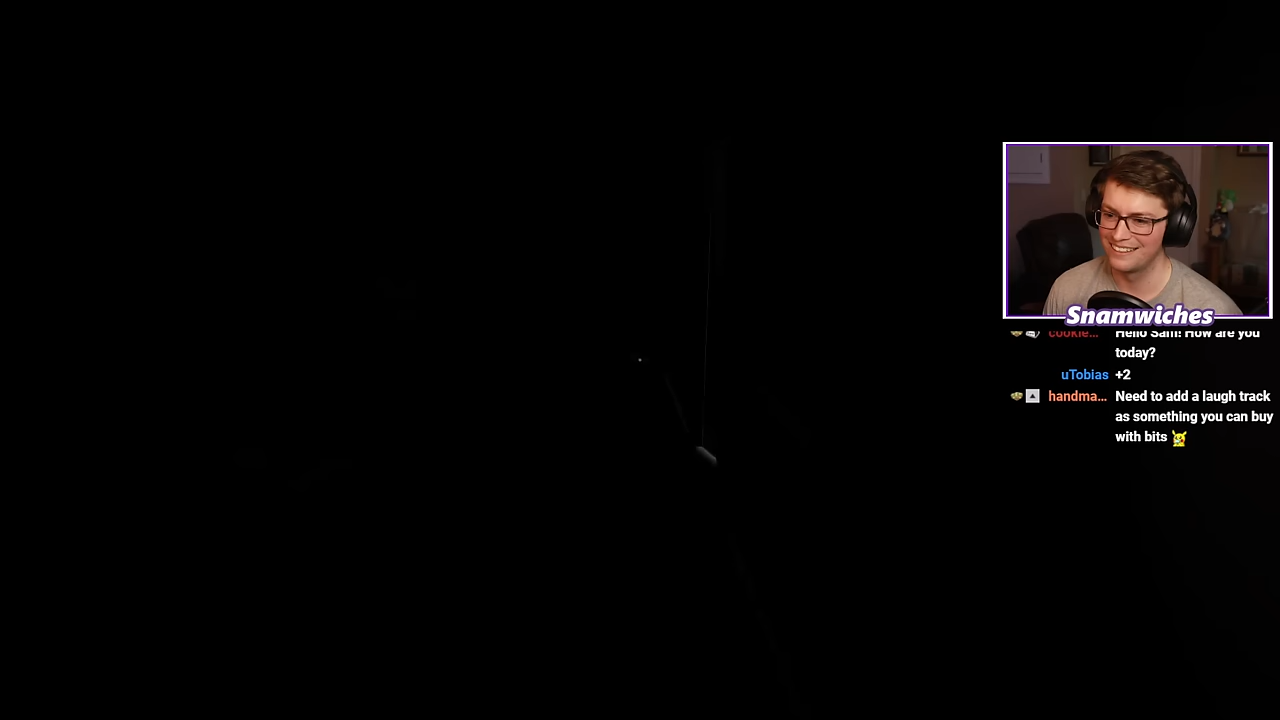 Snamwiches
cookie... Hello Sam! How are you
today?
uTobias +2
handma... Need to add a laugh track
as something you can buy
with bits